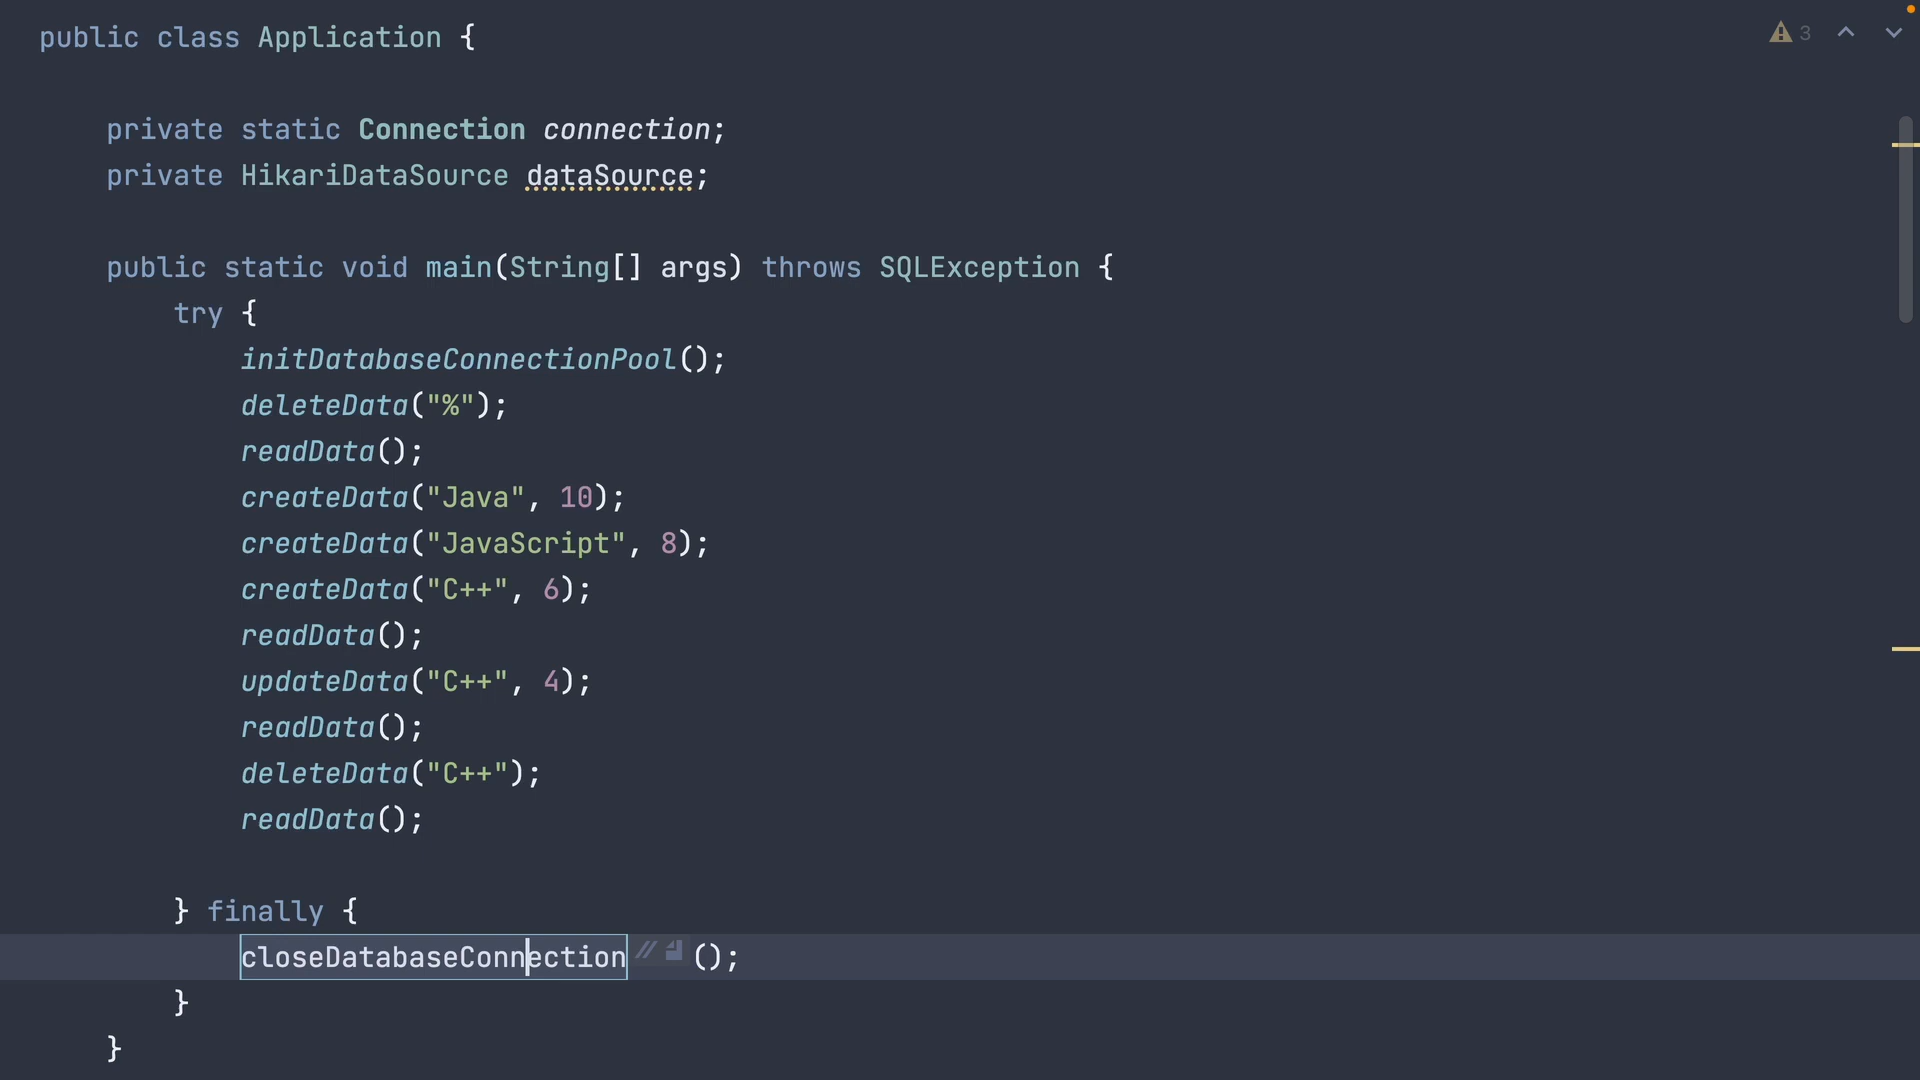 public class Application {
3
private static Connection connection;
private HikariDataSource dataSource;
public static void main(String[] args) throws SQLException {
try {
initDatabaseConnectionPool();
deleteData("%");
readData();
createData("Java", 10);
createData("JavaScript", 8);
createData("C++", 6);
readData();
updateData("C++", 4);
readData();
deleteData("C++");
readData();
} finally {
closeDatabaseConnection();
}
}